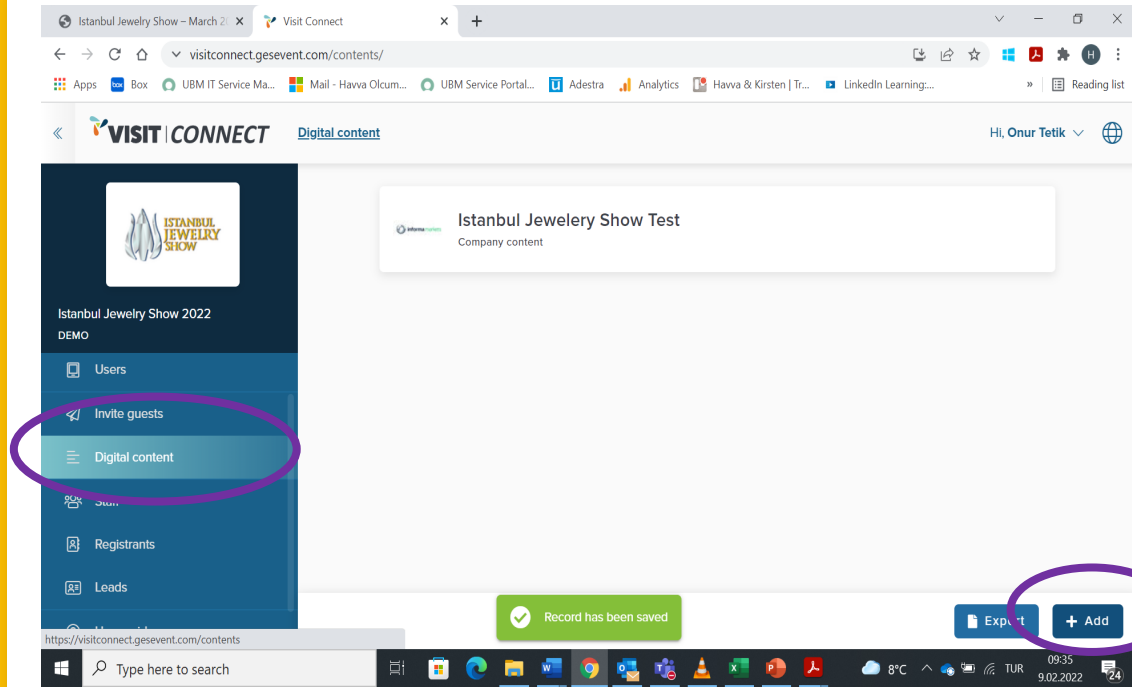 Istanbul Jewelry Show – March 2
Visit Connect
visitconnect.gesevent.com/contents/
H
Apps
box
Box
UBM IT Service Ma...
Mail - Havva Olcum...
UBM Service Portal...
Adestra
Analytics
Havva & Kirsten | Tr...
LinkedIn Learning:...
»
Reading list
VISIT | CONNECT
Digital content
Hi, Onur Tetik
ISTANBUL
JEWELRY
SHOW
informa markets
Istanbul Jewelery Show Test
Company content
Istanbul Jewelry Show 2022
DEMO
Users
Invite guests
Digital content
Staff
Registrants
Leads
Record has been saved
Export
+ Add
https://visitconnect.gesevent.com/contents
Type here to search
8°C
TUR
09:35
9.02.2022
24